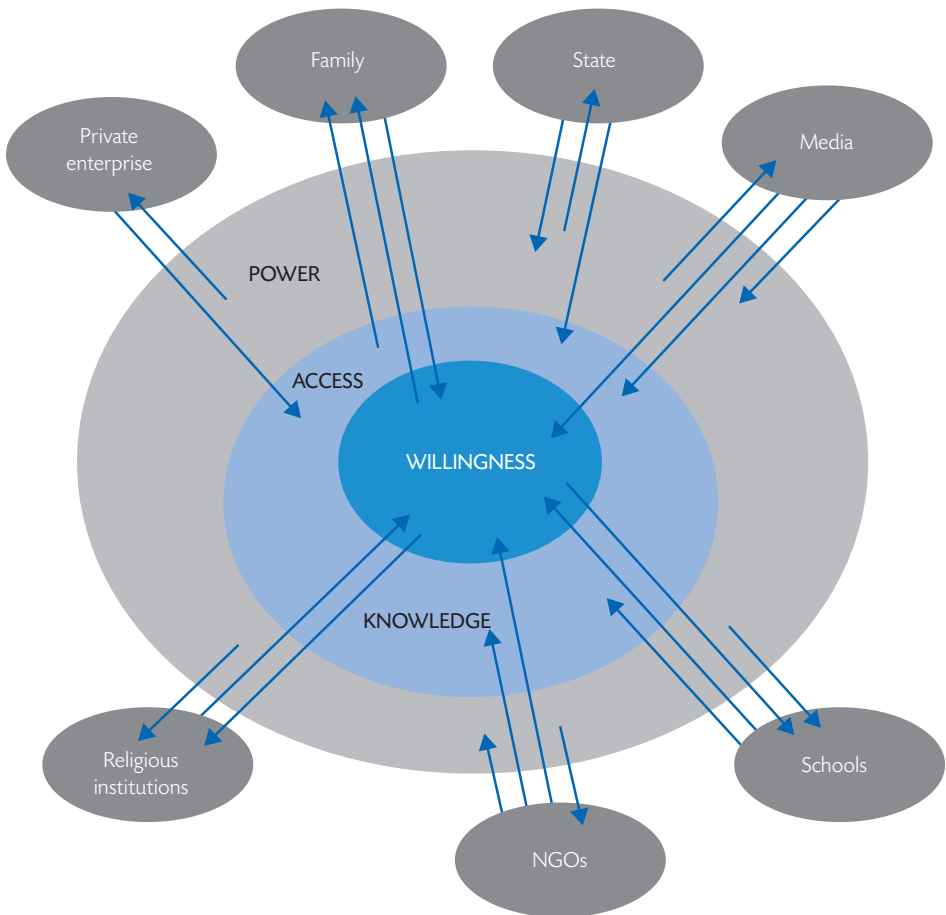 Family
State
Private
enterprise
Media
POWER
ACCESS
WILLINGNESS
KNOWLEDGE
Religious
institutions
Schools
NGOs